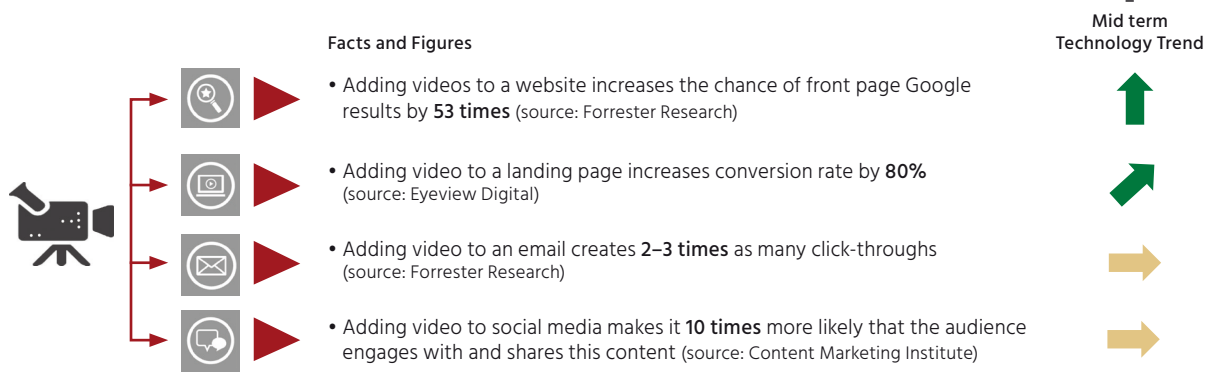 Mid term
Facts and Figures Technology Trend
• Adding videos to a website increases the chance of front page Google
results by 53 times (source: Forrester Research)
• Adding video to a landing page increases conversion rate by 80%
(source: Eyeview Digital)
• Adding video to an email creates 2–3 times as many click-throughs
(source: Forrester Research)
• Adding video to social media makes it 10 times more likely that the audience
engages with and shares this content (source: Content Marketing Institute)